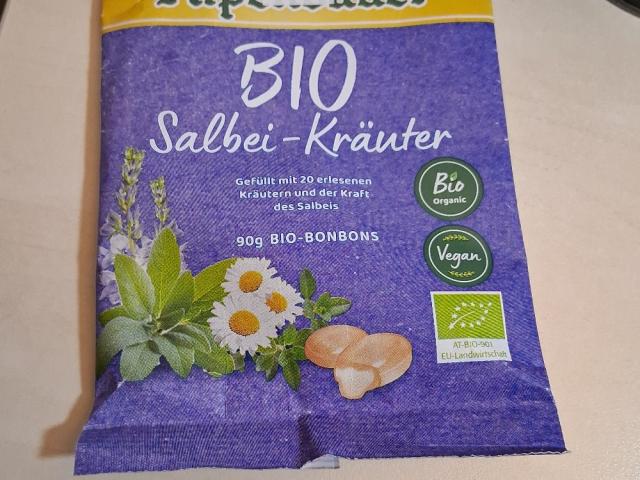 BIO
Salbei-Kräuter
Gefüllt mit 20 erlesenen
Kräutern und der Kraft
des Salbeis
90g BIO-BONBONS
Bio
Organic
Vegan
AT-BIO-901
EU-Landwirtschaft